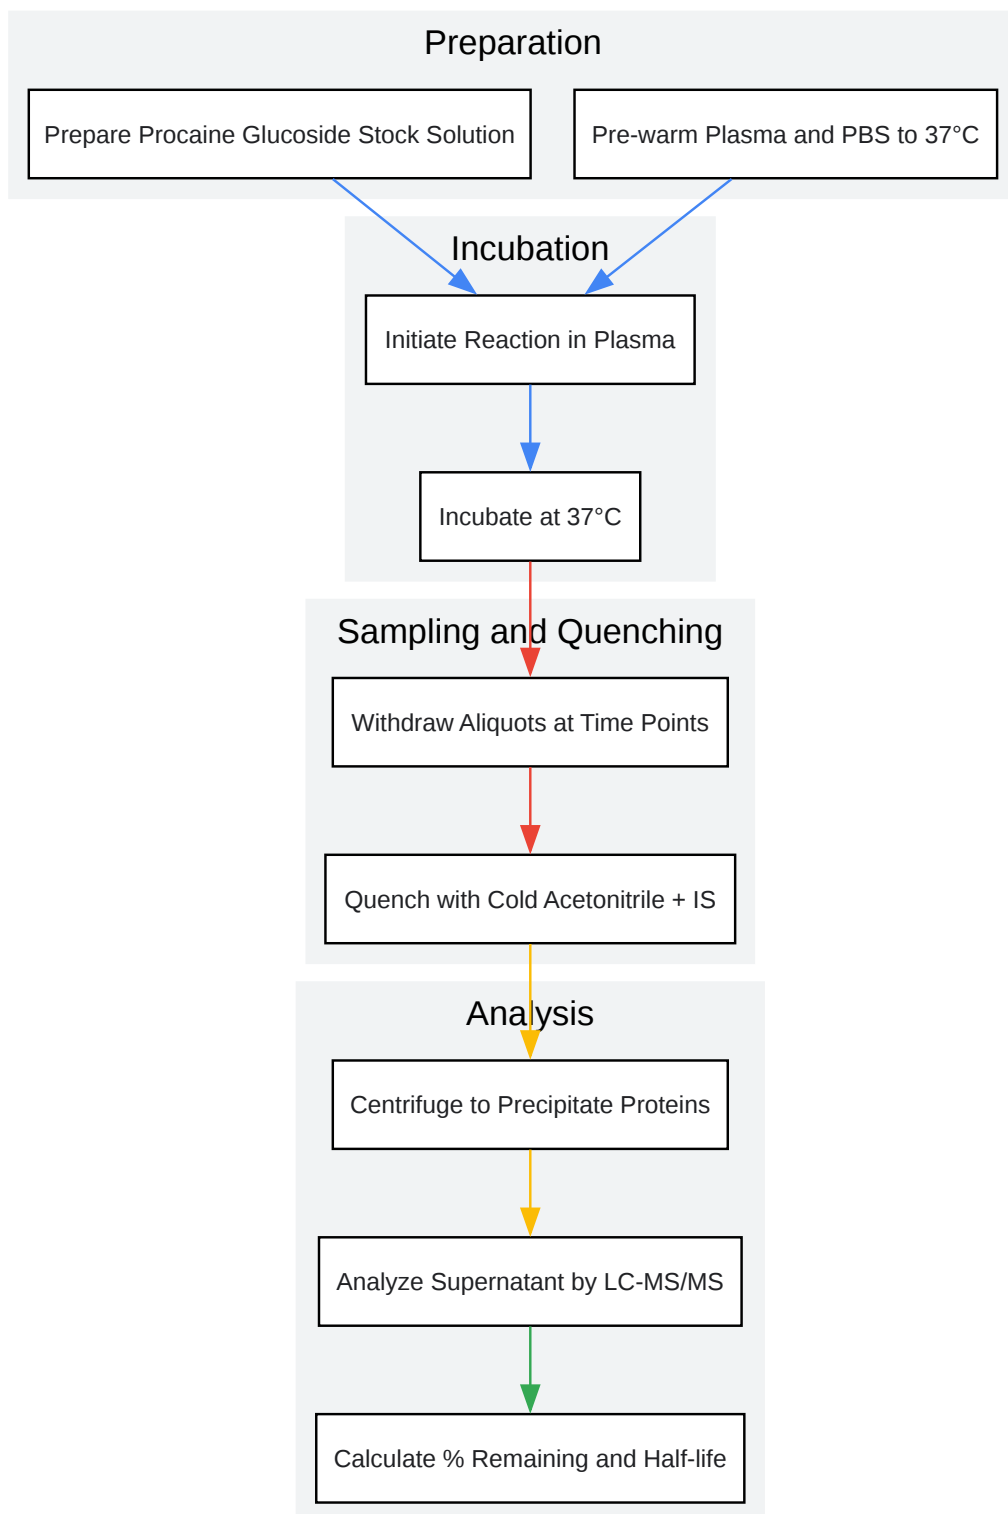 Preparation
Prepare Procaine Glucoside Stock Solution
Pre-warm Plasma and PBS to 37°C
Incubation
Initiate Reaction in Plasma
Incubate at 37°C
Sampling and Quenching
Withdraw Aliquots at Time Points
Quench with Cold Acetonitrile + IS
Analysis
Centrifuge to Precipitate Proteins
Analyze Supernatant by LC-MS/MS
Calculate % Remaining and Half-life